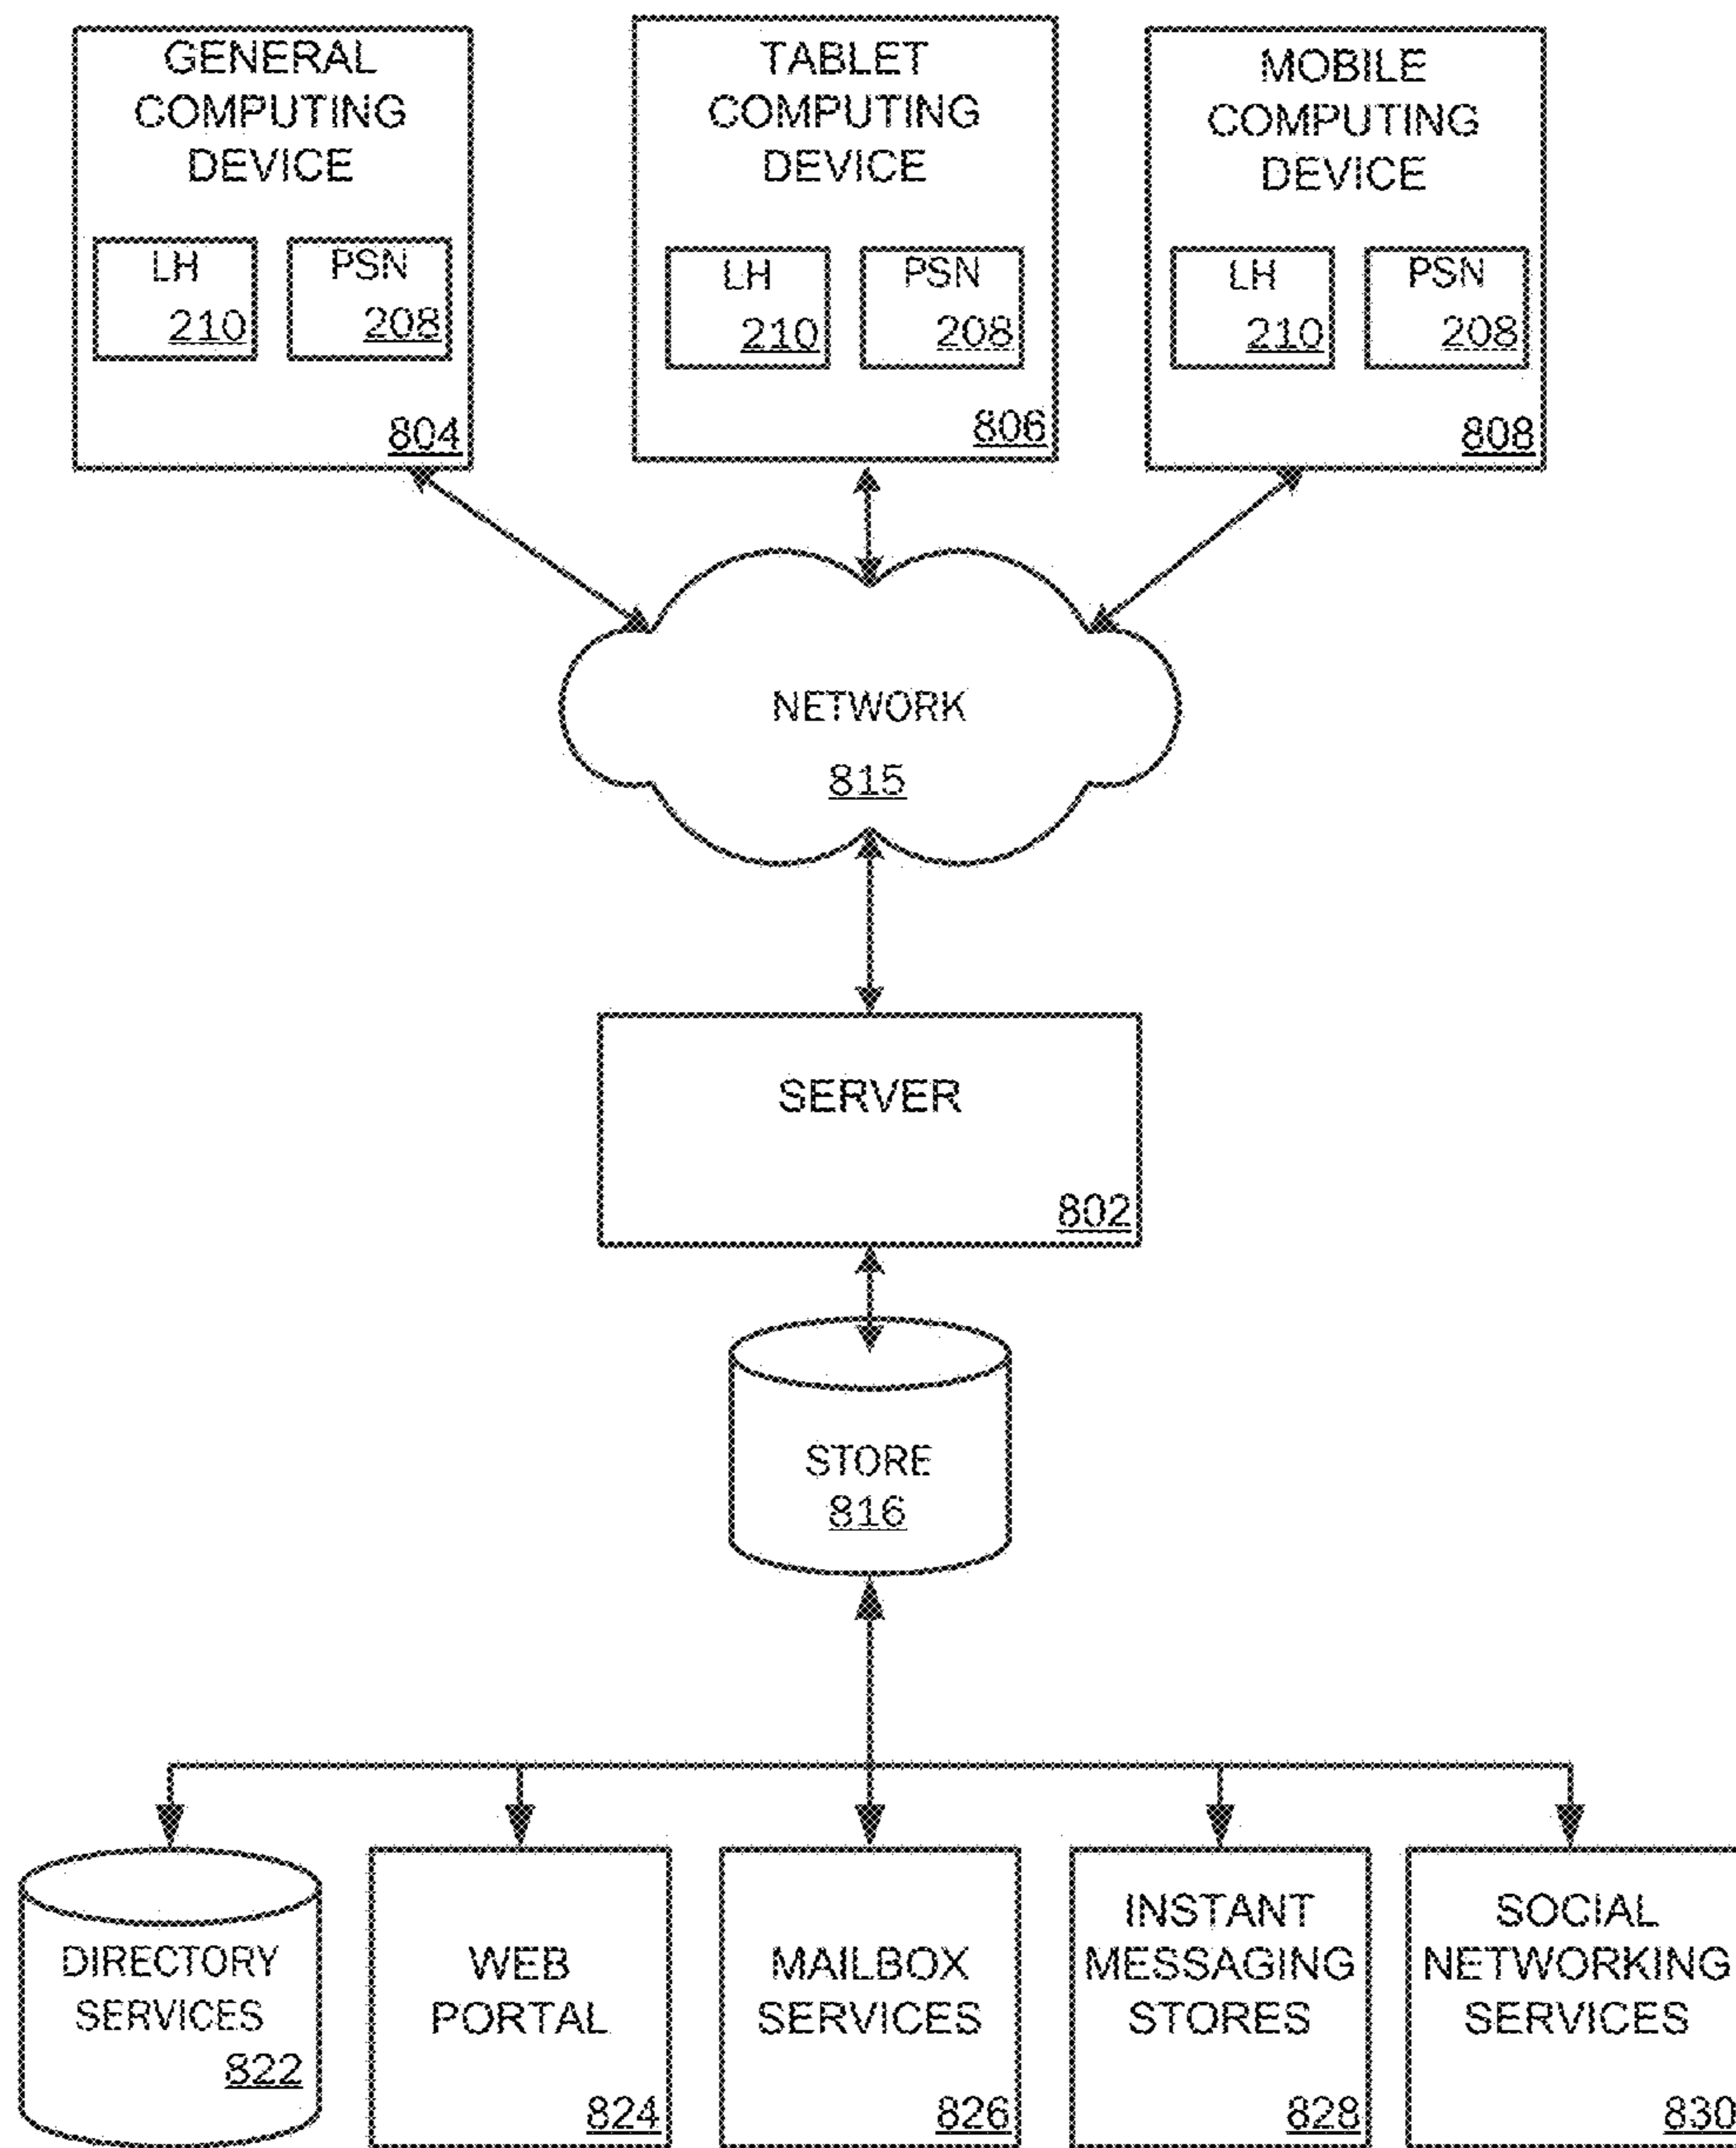 GENERAL
COMPUTING
DEVICE
LH
210
PSN
208
804
TABLET
COMPUTING
DEVICE
LH
210
PSN
208
806
MOBILE
COMPUTING
DEVICE
LH
210
PSN
208
808
NETWORK
815
SERVER
802
STORE
816
DIRECTORY
SERVICES
822
WEB
PORTAL
824
MAILBOX
SERVICES
826
INSTANT
MESSAGING
STORES
828
SOCIAL
NETWORKING
SERVICES
830